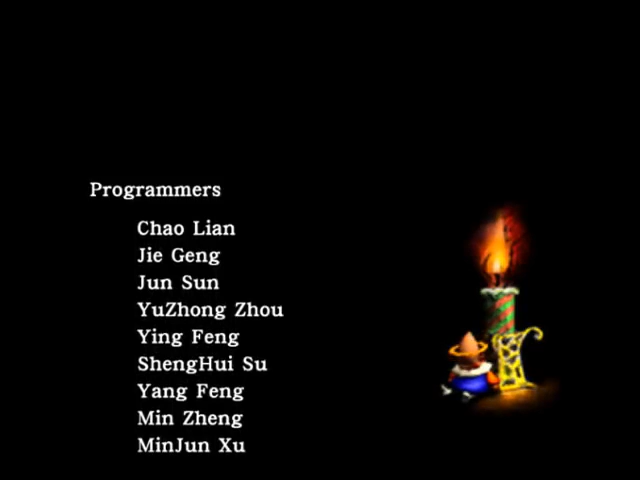 Programmers
Chao Lian
Jie Geng
Jun Sun
YuZhong Zhou
Ying Feng
ShengHui Su
Yang Feng
Min Zheng
MinJun Xu